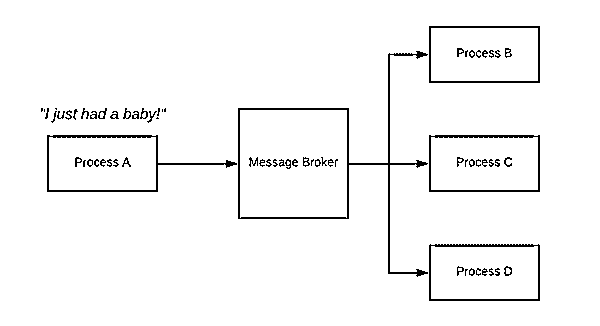 "I just had a baby!"
Process A
Message Broker
Process B
Process C
Process D